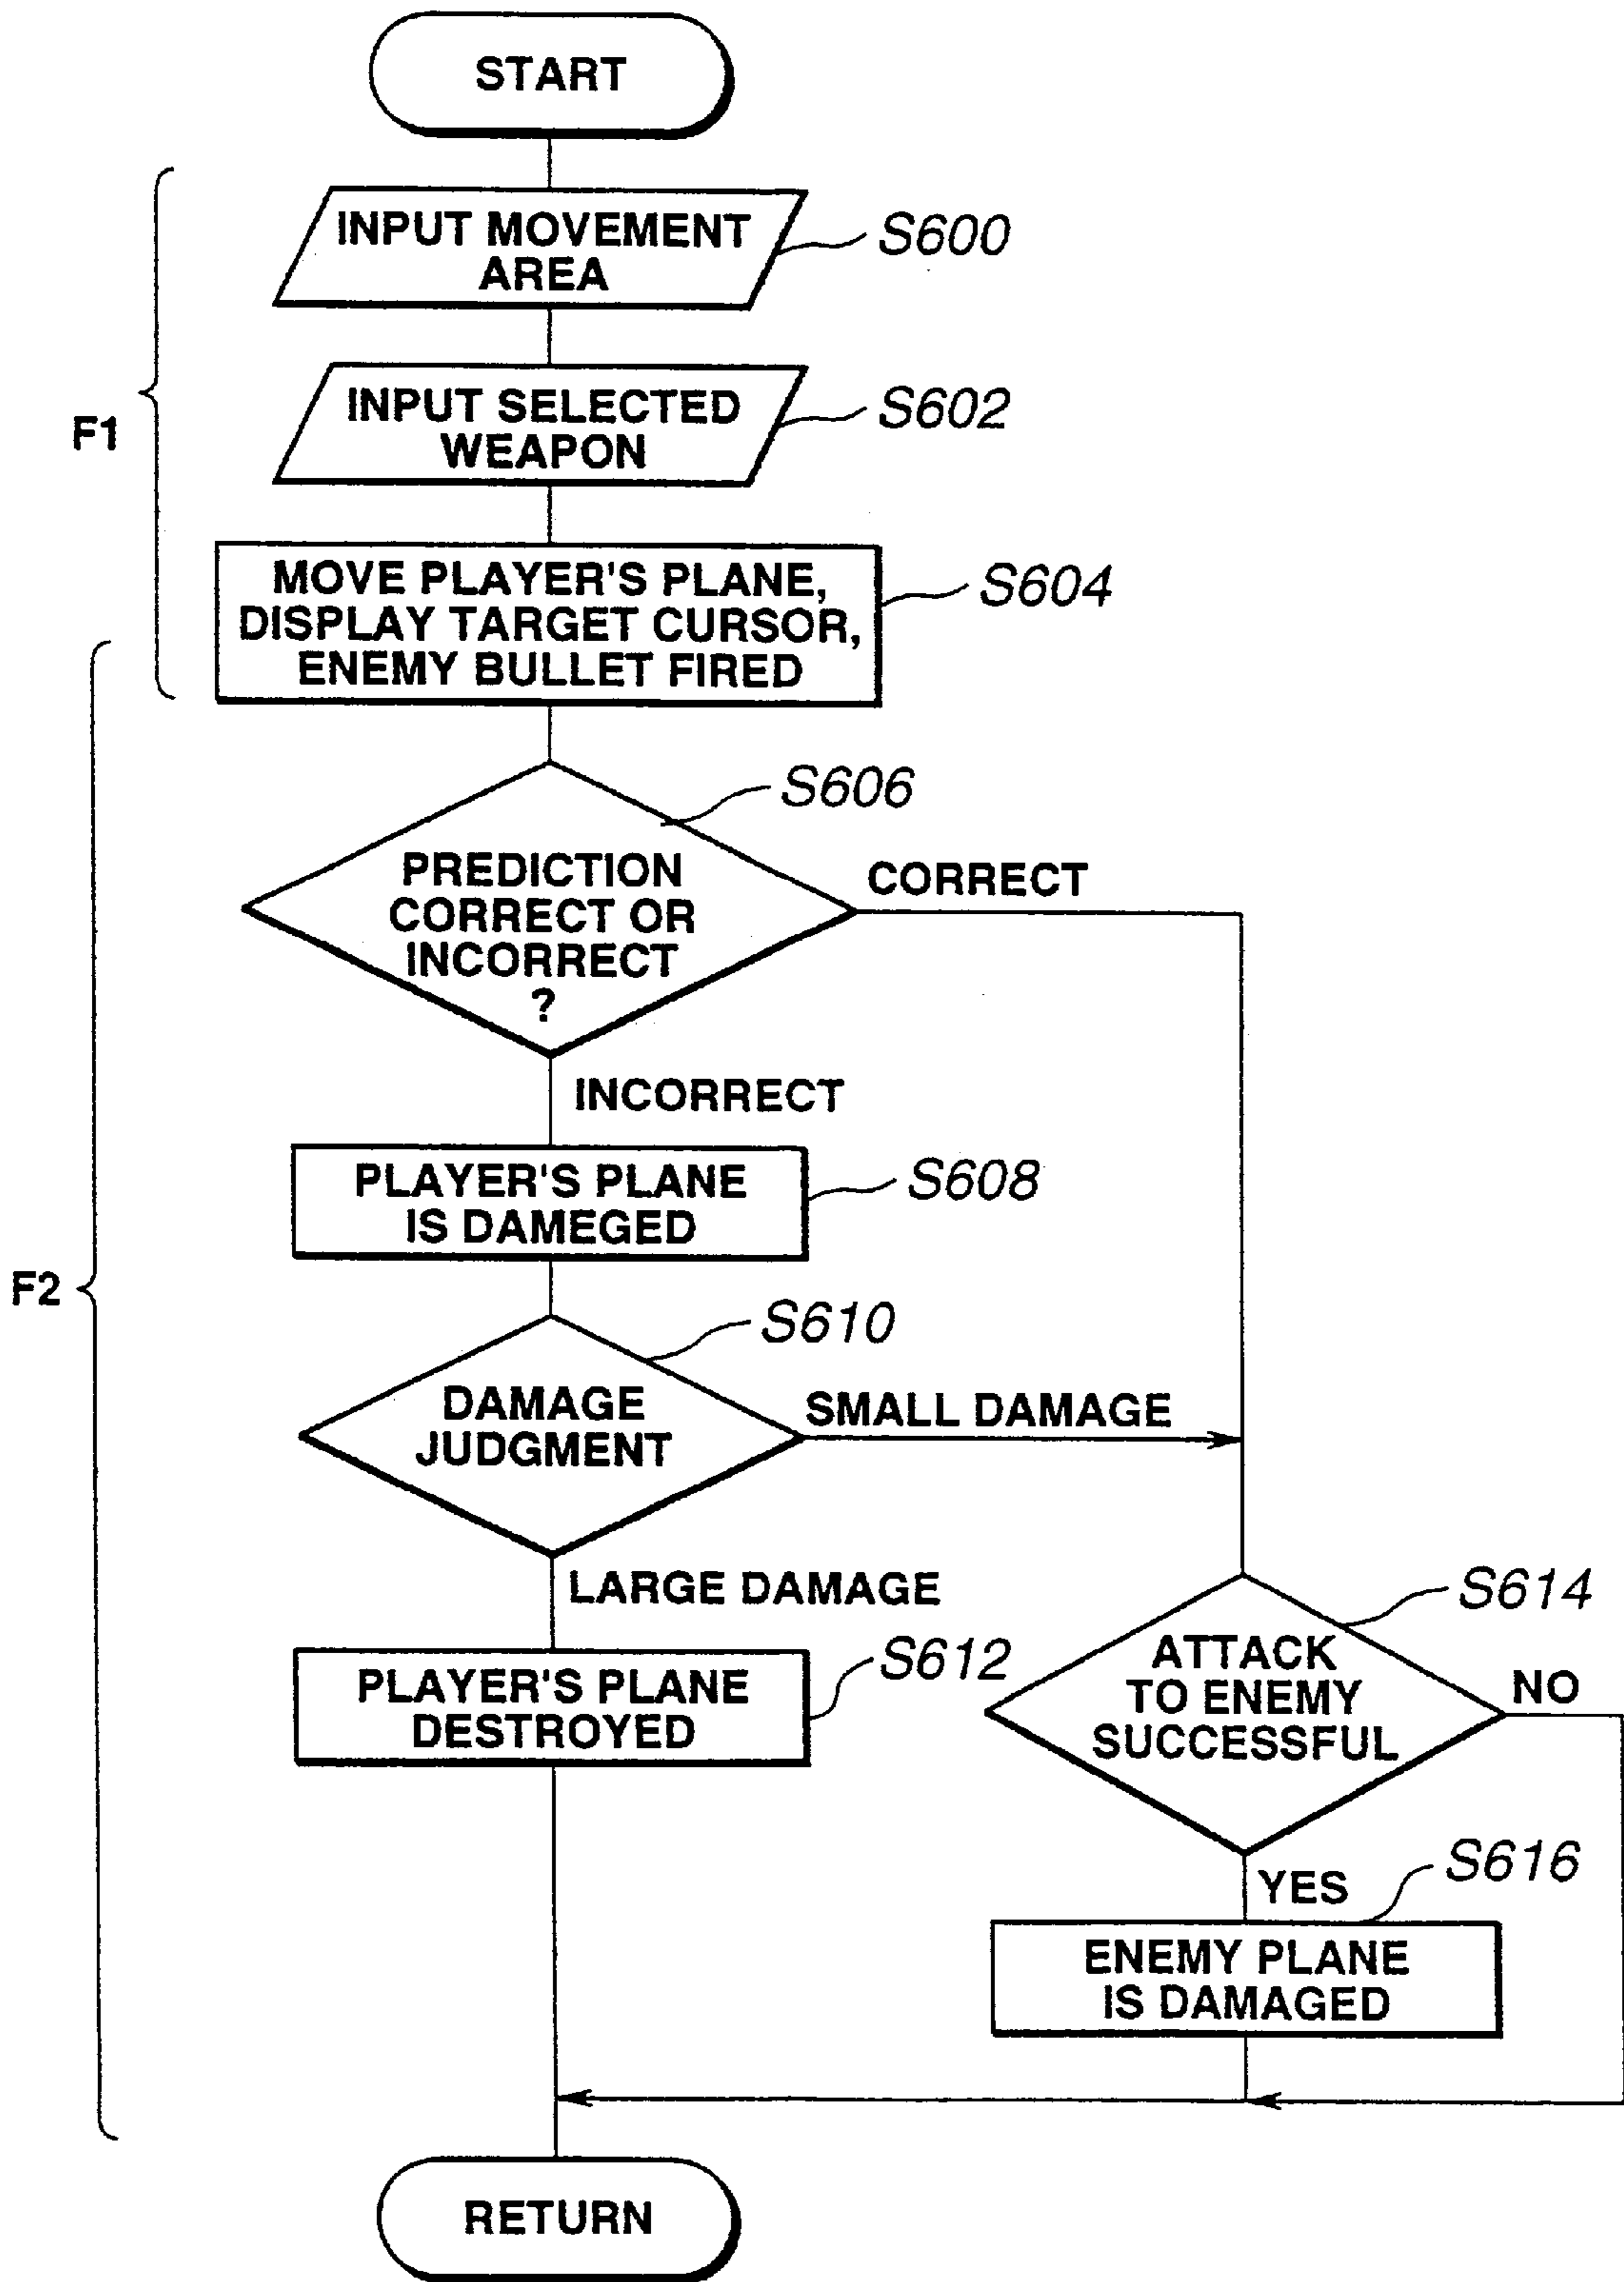 START
INPUT MOVEMENT
AREA
S600
INPUT SELECTED
WEAPON
S602
F1
MOVE PLAYER'S PLANE,
DISPLAY TARGET CURSOR,
ENEMY BULLET FIRED
S604
S606
PREDICTION
CORRECT OR
INCORRECT
?
CORRECT
INCORRECT
PLAYER'S PLANE
IS DAMEGED
S608
F2
S610
DAMAGE
JUDGMENT
SMALL DAMAGE
LARGE DAMAGE
PLAYER'S PLANE
DESTROYED
S612
S614
ATTACK
TO ENEMY
SUCCESSFUL
NO
YES
S616
ENEMY PLANE
IS DAMAGED
RETURN